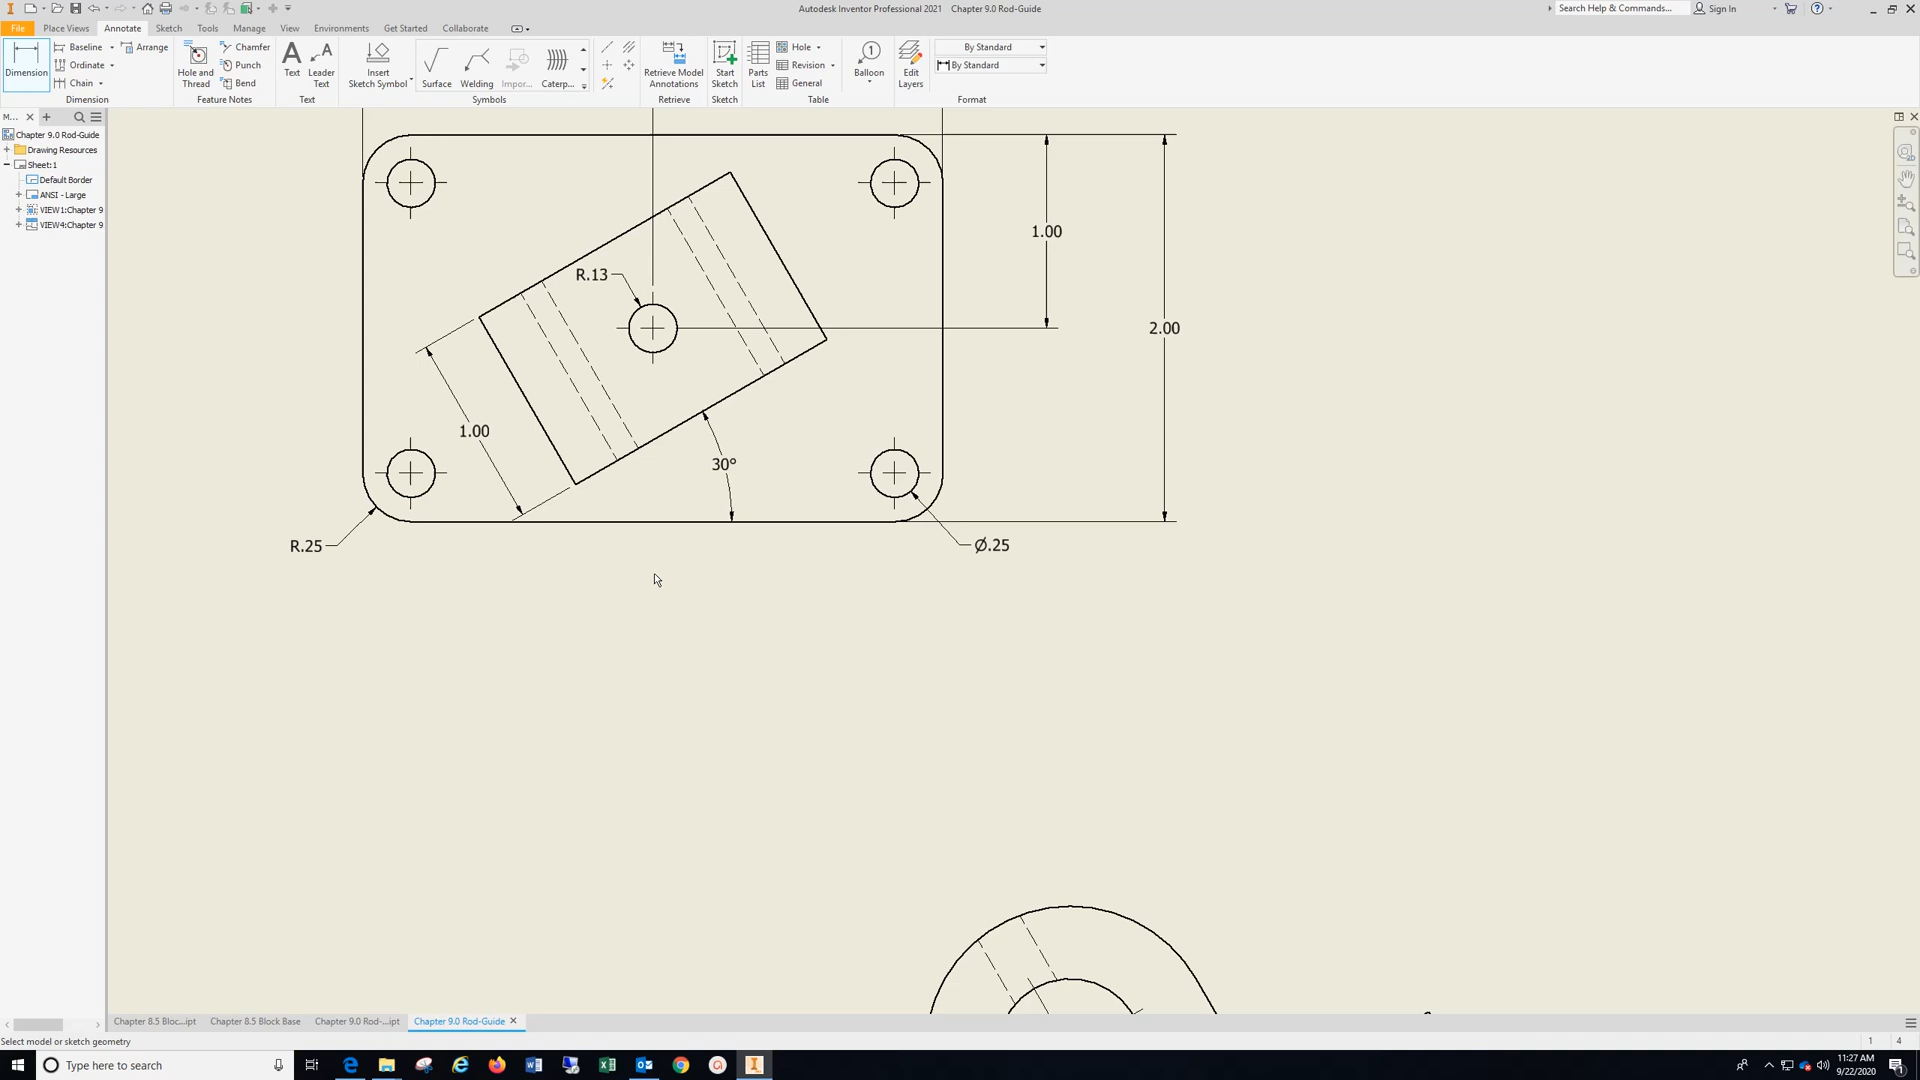 Autodesk Inventor Professional 2021 Chapter 9.0 Rod-Guide
Search Help & Commands...
Sign In
File Place Views Annotate Sketch Tools Manage View Environments Get Started Collaborate
Dimension
Baseline
Arrange
Ordinate
Chain
Dimension
Hole and Thread
Chamfer
Punch
Bend
Feature Notes
Text
Leader Text
Text
Insert Sketch Symbol
Surface
Welding
Impor...
Caterp...
Symbols
Retrieve Model Annotations
Retrieve
Start Sketch
Sketch
Parts List
Hole
Revision
General
Table
Balloon
Edit Layers
By Standard
By Standard
Format
M...
Chapter 9.0 Rod-Guide
Drawing Resources
Sheet:1
Default Border
ANSI - Large
VIEW1:Chapter 9
VIEW4:Chapter 9
1.00
R.13
2.00
1.00
30°
R.25
Ø.25
Chapter 8.5 Bloc...ipt
Chapter 8.5 Block Base
Chapter 9.0 Rod-...ipt
Chapter 9.0 Rod-Guide
Select model or sketch geometry
1 4
Type here to search
11:27 AM
9/22/2020